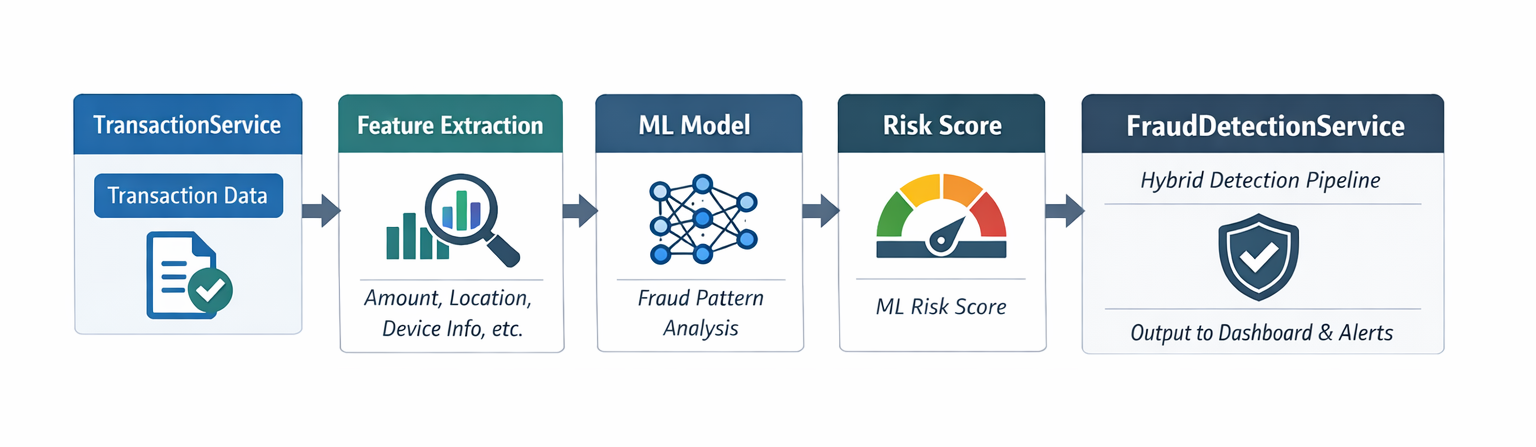 TransactionService
Transaction Data
Feature Extraction
Amount, Location,
Device Info, etc.
ML Model
Fraud Pattern
Analysis
Risk Score
ML Risk Score
FraudDetectionService
Hybrid Detection Pipeline
Output to Dashboard & Alerts